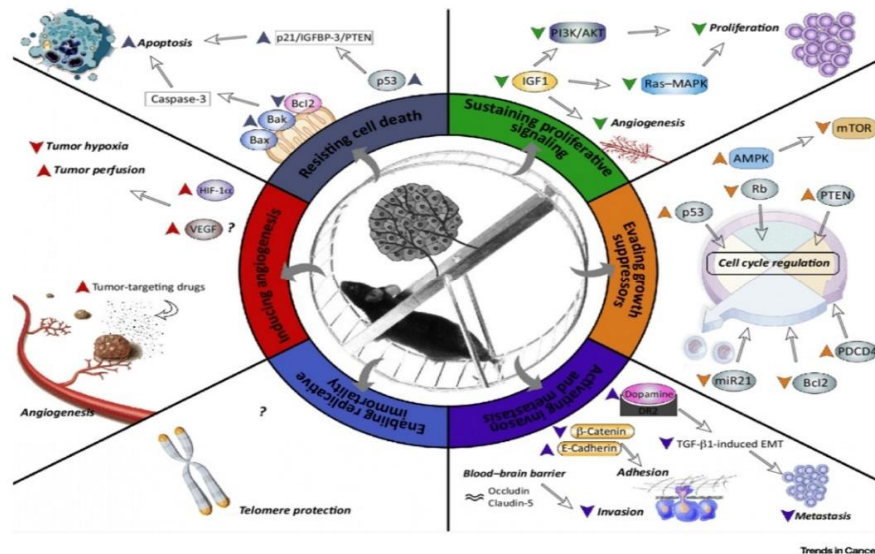 Apoptosis
p21/IGFBP-3/PTEN
p53
Caspase-3
Bcl2
Bak
Bax
Resisting cell death
PI3K/AKT
Proliferation
IGF1
Ras–MAPK
Angiogenesis
Sustaining proliferative
signaling
mTOR
AMPK
Rb
p53
PTEN
Cell cycle regulation
PDCD4
miR21
Bcl2
Evading growth
suppressors
Tumor hypoxia
Tumor perfusion
HIF-1α
VEGF ?
Tumor-targeting drugs
Angiogenesis
Inducing angiogenesis
?
Telomere protection
Enabling replicative
immortality
Activating invasion
and metastasis
Dopamine
DR2
β-Catenin
E-Cadherin
TGF-β1-induced EMT
Adhesion
Blood–brain barrier
Occludin
Claudin-5
Invasion
Metastasis
Trends in Cancer